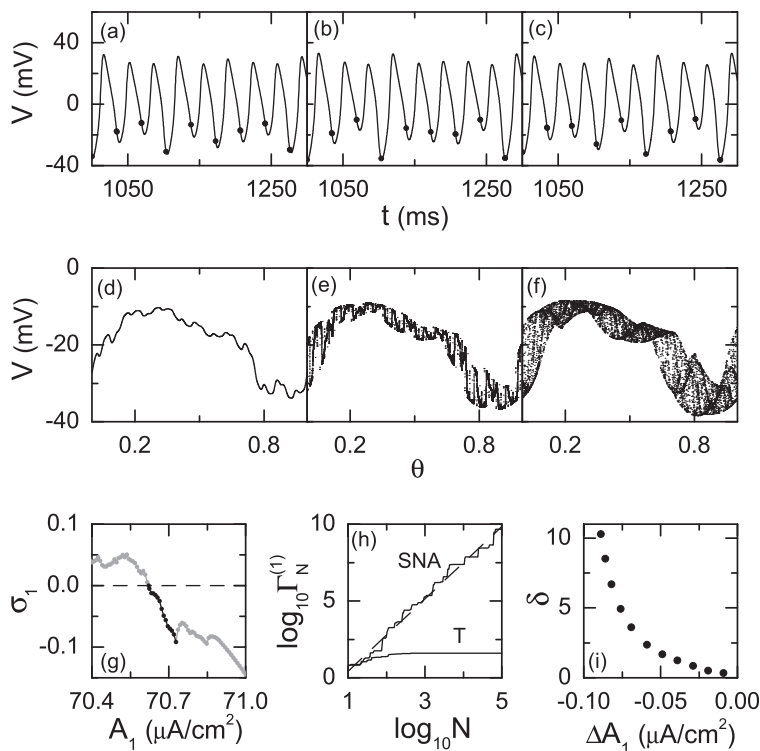 40
0
-40
V (mV)
(a)
(b)
(c)
1050 1250 1050 1250 1050 1250
t (ms)
0
-20
-40
V (mV)
(d)
(e)
(f)
0.2 0.8 0.2 0.8 0.2 0.8
θ
0.1
0.0
-0.1
σ₁
(g)
70.4 70.7 71.0
A₁ (μA/cm²)
10
5
0
log₁₀Γ_N^(1)
(h)
SNA
T
1 3 5
log₁₀N
10
5
0
δ
(i)
-0.10 -0.05 0.00
ΔA₁ (μA/cm²)